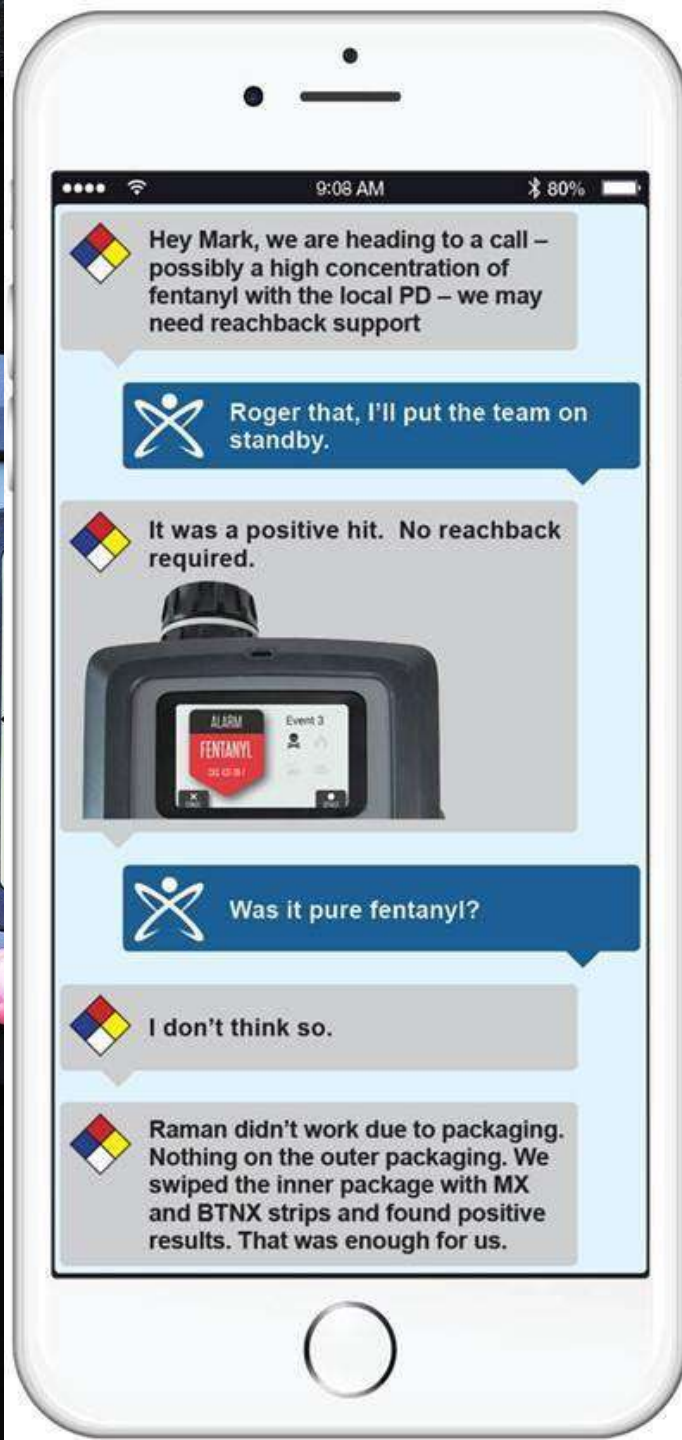 9:08 AM
80%
Hey Mark, we are heading to a call –
possibly a high concentration of
fentanyl with the local PD – we may
need reachback support
Roger that, I'll put the team on
standby.
It was a positive hit.  No reachback
required.
ALARM
FENTANYL
Event 3
Was it pure fentanyl?
I don't think so.
Raman didn't work due to packaging.
Nothing on the outer packaging. We
swiped the inner package with MX
and BTNX strips and found positive
results. That was enough for us.